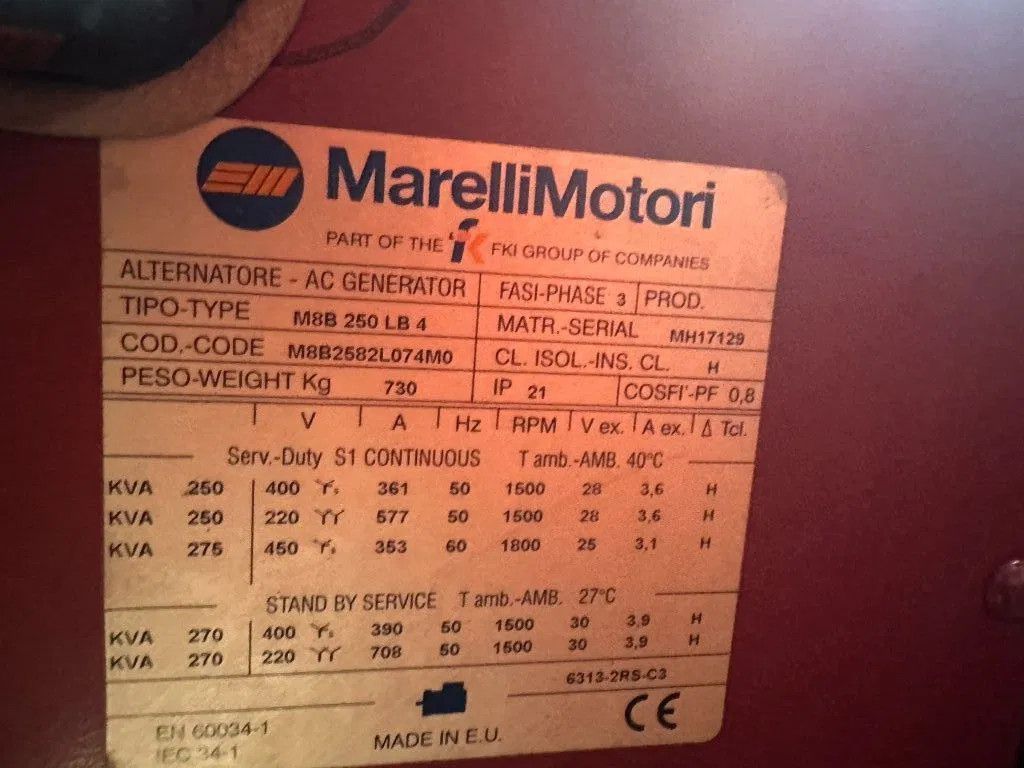 MarelliMotori
PART OF THE FKI GROUP OF COMPANIES
ALTERNATORE - AC GENERATOR FASI-PHASE 3 PROD.
TIPO-TYPE M8B 250 LB 4 MATR.-SERIAL MH17129
COD.-CODE M8B2582L074M0 CL. ISOL.-INS. CL. H
PESO-WEIGHT Kg 730 IP 21 COSFI'-PF 0,8
V A Hz RPM V ex. A ex. Δ Tcl.
Serv.-Duty S1 CONTINUOUS T amb.-AMB. 40°C
KVA 250 400 361 50 1500 28 3,6 H
KVA 250 220 YY 577 50 1500 28 3,6 H
KVA 275 450 353 60 1800 25 3,1 H
STAND BY SERVICE T amb.-AMB. 27°C
KVA 270 400 390 50 1500 30 3,9 H
KVA 270 220 YY 708 50 1500 30 3,9 H
6313-2RS-C3
EN 60034-1
IEC 34-1
MADE IN E.U.
CE